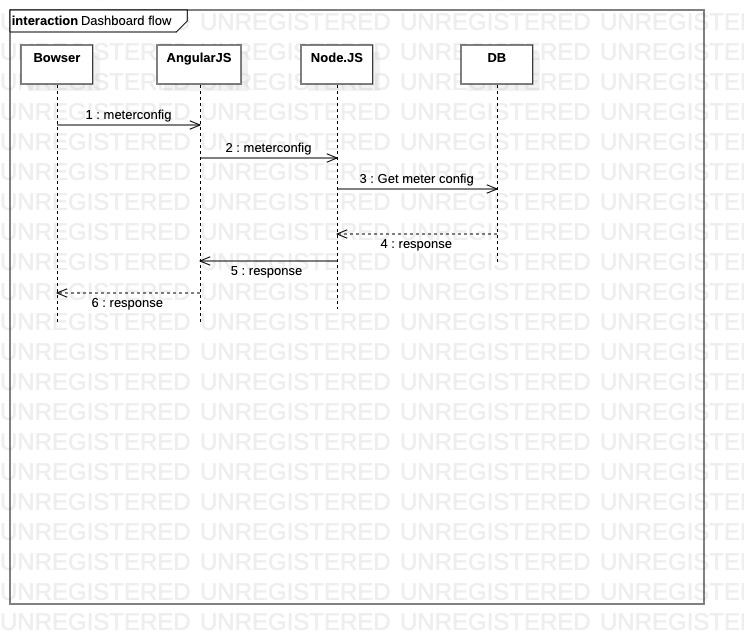 interaction Dashboard flow
Bowser AngularJS Node.JS DB
1 : meterconfig
2 : meterconfig
3 : Get meter config
4 : response
5 : response
6 : response
UNREGISTERED UNREGISTERED UNREGISTERED UNREGISTERED